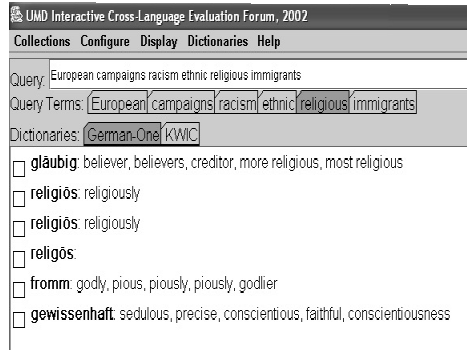 UMD Interactive Cross-Language Evaluation Forum, 2002
Collections Configure Display Dictionaries Help
Query: European campaigns racism ethnic religious immigrants
Query Terms: European campaigns racism ethnic religious immigrants
Dictionaries: German-One KWIC
gläubig: believer, believers, creditor, more religious, most religious
religiös: religiously
religiös: religiously
religös:
fromm: godly, pious, piously, piously, godlier
gewissenhaft: sedulous, precise, conscientious, faithful, conscientiousness